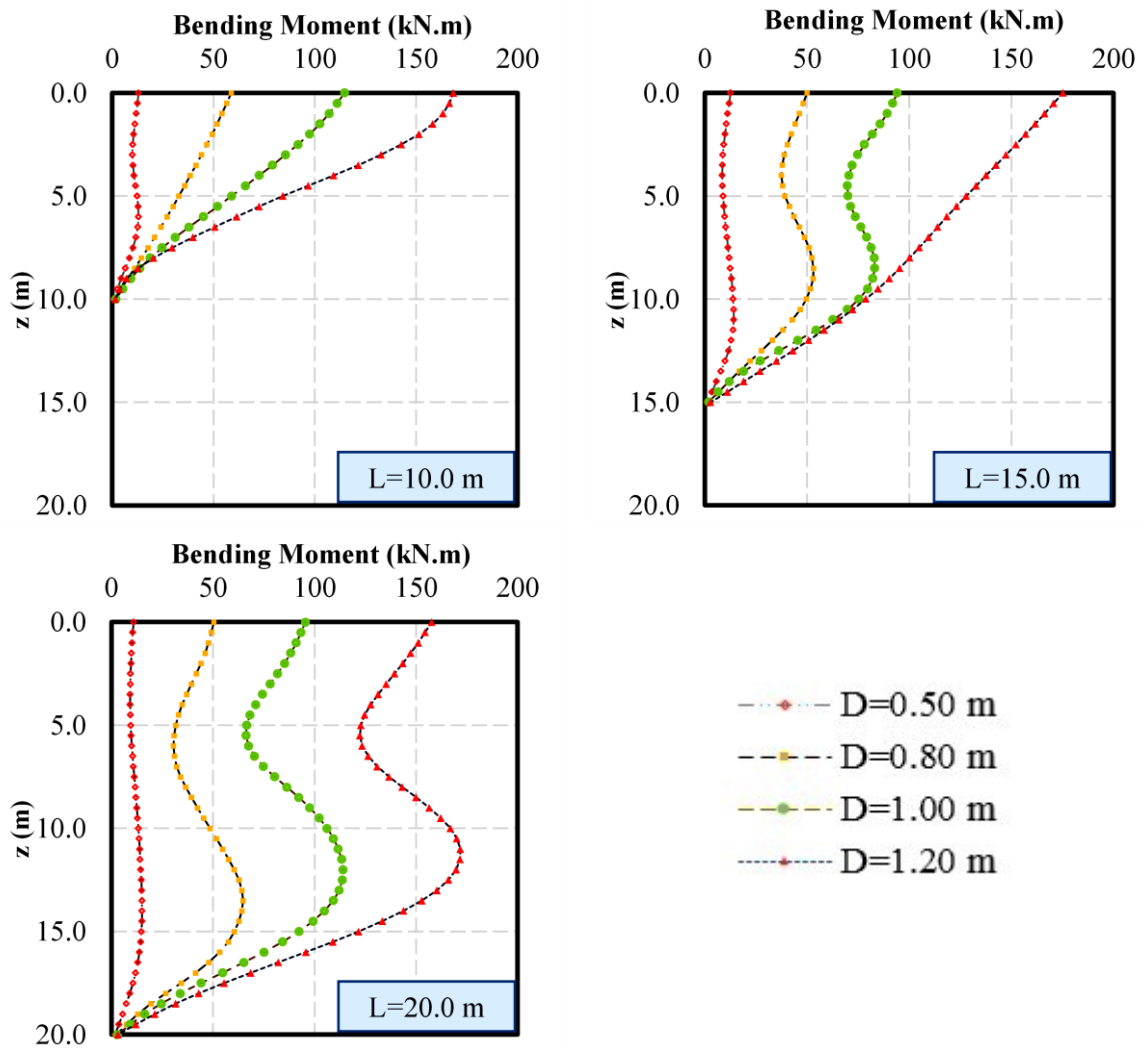 Bending Moment (kN.m)
0 50 100 150 200
0.0
5.0
10.0
15.0
20.0
z (m)
L=10.0 m
Bending Moment (kN.m)
0 50 100 150 200
0.0
5.0
10.0
15.0
20.0
z (m)
L=15.0 m
Bending Moment (kN.m)
0 50 100 150 200
0.0
5.0
10.0
15.0
20.0
z (m)
L=20.0 m
D=0.50 m
D=0.80 m
D=1.00 m
D=1.20 m